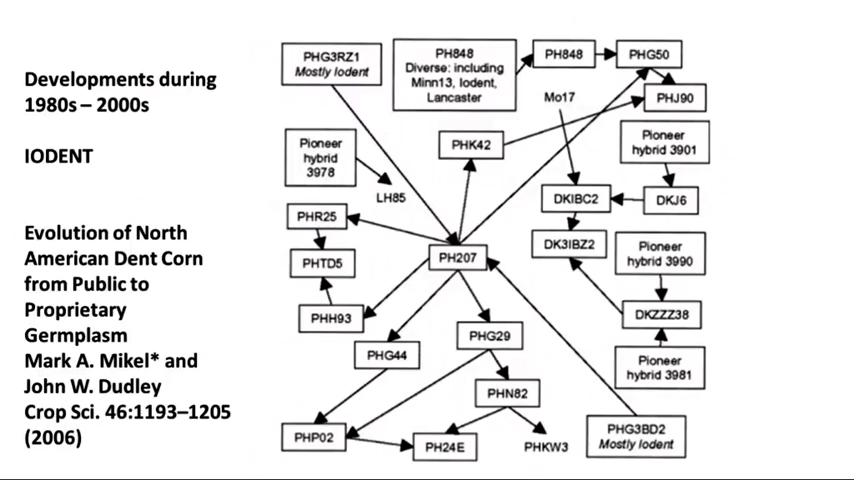 Developments during
1980s – 2000s
IODENT
Evolution of North
American Dent Corn
from Public to
Proprietary
Germplasm
Mark A. Mikel* and
John W. Dudley
Crop Sci. 46:1193–1205
(2006)
PHG3RZ1
Mostly Iodent
PH848
Diverse: including
Minn13, Iodent,
Lancaster
PH848
PHG50
Mo17
PHJ90
Pioneer
hybrid
3978
PHK42
Pioneer
hybrid 3901
LH85
DKIBC2
DKJ6
PHR25
DK3IBZ2
Pioneer
hybrid 3990
PHTD5
PH207
PHH93
DKZZZ38
PHG44
PHG29
Pioneer
hybrid 3981
PHN82
PHP02
PH24E
PHKW3
PHG3BD2
Mostly Iodent